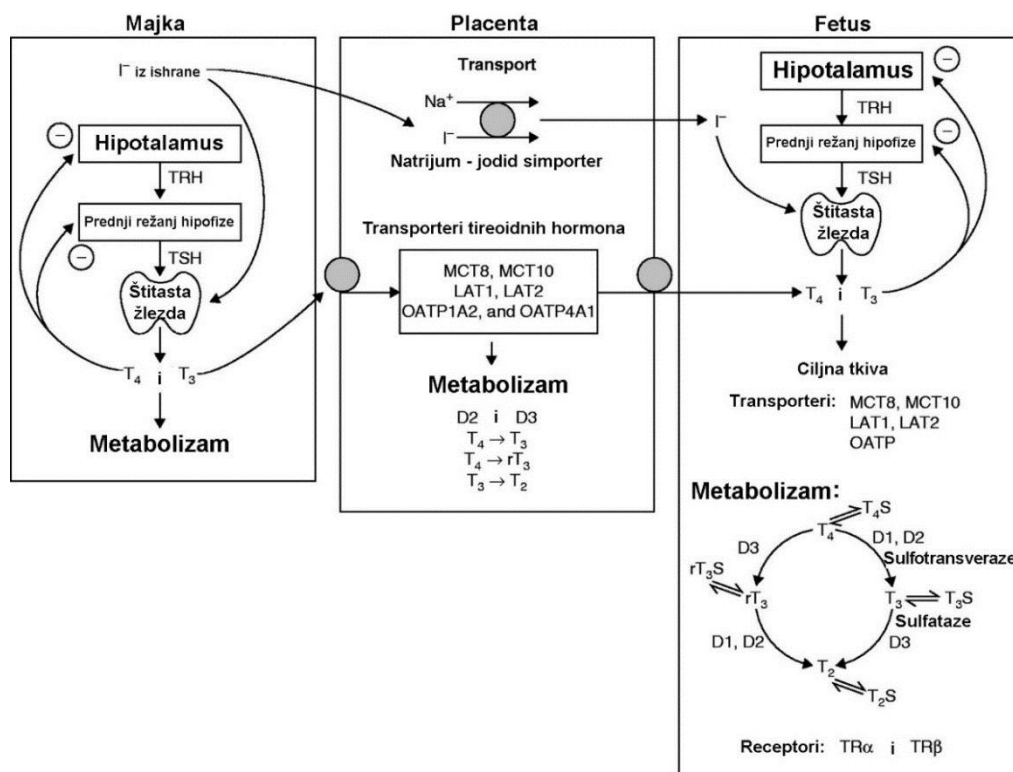 Majka
I⁻ iz ishrane
−
Hipotalamus
TRH
Prednji režanj hipofize
−
TSH
Štitasta
žlezda
T₄ i T₃
Metabolizam
Placenta
Transport
Na⁺
I⁻
Natrijum - jodid simporter
Transporteri tireoidnih hormona
MCT8, MCT10
LAT1, LAT2
OATP1A2, and OATP4A1
Metabolizam
D2 i D3
T₄ → T₃
T₄ → rT₃
T₃ → T₂
Fetus
Hipotalamus
−
TRH
−
Prednji režanj hipofize
I⁻
TSH
Štitasta
žlezda
T₄ i T₃
Ciljna tkiva
Transporteri: MCT8, MCT10
LAT1, LAT2
OATP
Metabolizam:
T₄S
T₄
D3
D1, D2
Sulfotransveraze
rT₃S
rT₃
T₃
T₃S
Sulfataze
D1, D2
D3
T₂
T₂S
Receptori: TRα i TRβ